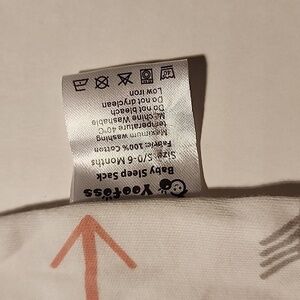 Yoofoss
Baby Sleep Sack
Size: S/0-6 Months
Fabric: 100% Cotton
Maximum washing
temperature 40°C
Machine Washable
Do not bleach
Do not dryclean
Low iron